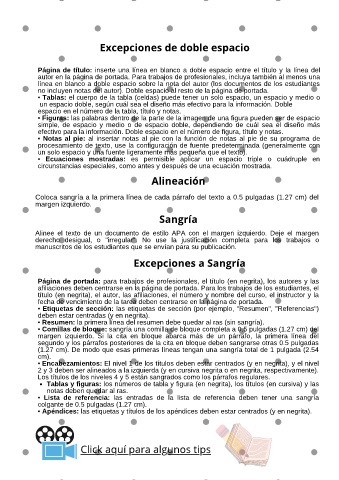 Excepciones de doble espacio
Página de título: inserte una línea en blanco a doble espacio entre el título y la línea del
autor en la página de portada. Para trabajos de profesionales, incluya también al menos una
línea en blanco a doble espacio sobre la nota del autor (los documentos de los estudiantes
no incluyen notas del autor). Doble espacio al resto de la página de portada.
• Tablas: el cuerpo de la tabla (celdas) puede tener un solo espacio, un espacio y medio o
un espacio doble, según cuál sea el diseño más efectivo para la información. Doble
espacio en el número de la tabla, título y notas.
• Figuras: las palabras dentro de la parte de la imagen de una figura pueden ser de espacio
simple, de espacio y medio o de espacio doble, dependiendo de cuál sea el diseño más
efectivo para la información. Doble espacio en el número de figura, título y notas.
• Notas al pie: al insertar notas al pie con la función de notas al pie de su programa de
procesamiento de texto, use la configuración de fuente predeterminada (generalmente con
un solo espacio y una fuente ligeramente más pequeña que el texto).
• Ecuaciones mostradas: es permisible aplicar un espacio triple o cuádruple en
circunstancias especiales, como antes y después de una ecuación mostrada.
Alineación
Coloca sangría a la primera línea de cada párrafo del texto a 0.5 pulgadas (1.27 cm) del
margen izquierdo.
Sangría
Alinee el texto de un documento de estilo APA con el margen izquierdo. Deje el margen
derecho "desigual, o "irregular". No use la justificación completa para los trabajos o
manuscritos de los estudiantes que se envían para su publicación.
Excepciones a Sangría
Página de portada: para trabajos de profesionales, el título (en negrita), los autores y las
afiliaciones deben centrarse en la página de portada. Para los trabajos de los estudiantes, el
título (en negrita), el autor, las afiliaciones, el número y nombre del curso, el instructor y la
fecha de vencimiento de la tarea deben centrarse en la página de portada.
• Etiquetas de sección: las etiquetas de sección (por ejemplo, "Resumen", "Referencias")
deben estar centradas (y en negrita).
• Resumen: la primera línea del resumen debe quedar al ras (sin sangría).
• Comillas de bloque: sangría una comilla de bloque completa a 0,5 pulgadas (1.27 cm) del
margen izquierdo. Si la cita en bloque abarca más de un párrafo, la primera línea del
segundo y los párrafos posteriores de la cita en bloque deben sangrarse otras 0.5 pulgadas
(1.27 cm). De modo que esas primeras líneas tengan una sangría total de 1 pulgada (2.54
cm).
• Encabezamientos: El nivel 1 de los títulos deben estar centrados (y en negrita), y el nivel
2 y 3 deben ser alineados a la izquierda (y en cursiva negrita o en negrita, respectivamente).
Los títulos de los niveles 4 y 5 están sangrados como los párrafos regulares.
• Tablas y figuras: los números de tabla y figura (en negrita), los títulos (en cursiva) y las
notas deben quedar al ras.
• Lista de referencia: las entradas de la lista de referencia deben tener una sangría
colgante de 0.5 pulgadas (1.27 cm).
• Apéndices: las etiquetas y títulos de los apéndices deben estar centrados (y en negrita).
Click aquí para algunos tips